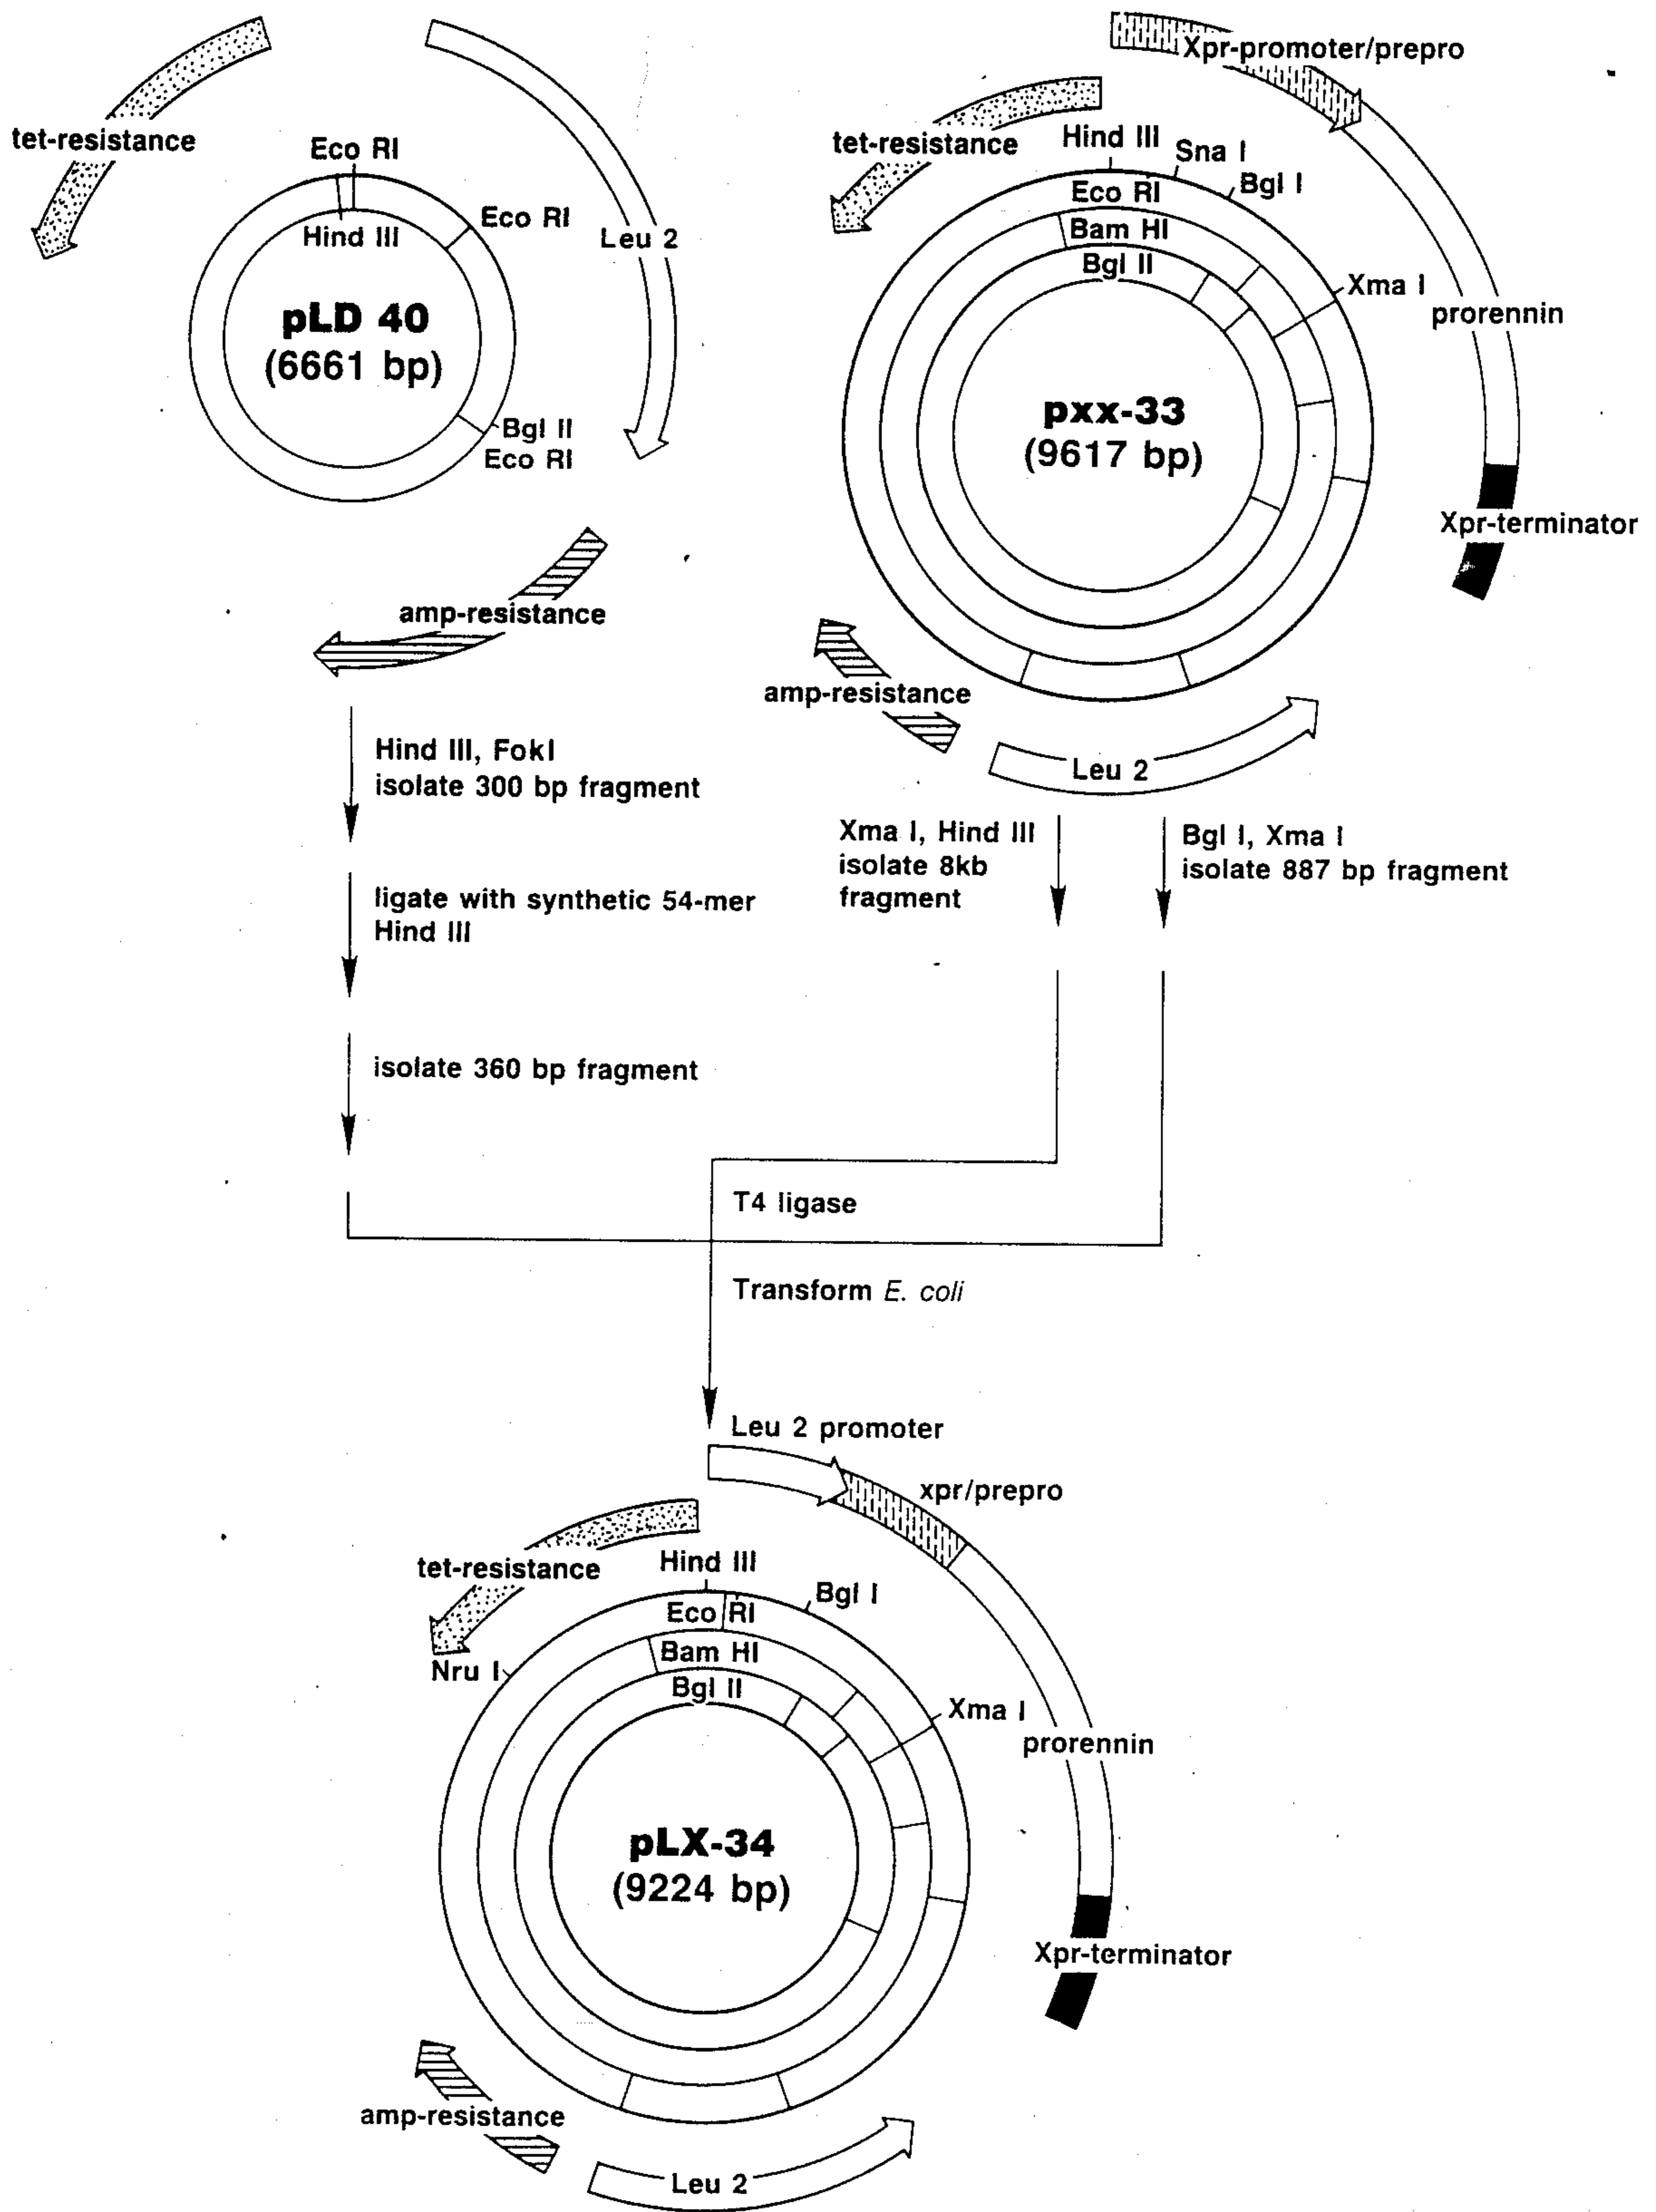 tet-resistance
Eco RI
Hind III
Eco RI
Leu 2
pLD 40
(6661 bp)
Bgl II
Eco RI
amp-resistance
Xpr-promoter/prepro
tet-resistance
Hind III
Sna I
Bgl I
Eco RI
Bam HI
Bgl II
Xma I
prorennin
pxx-33
(9617 bp)
Xpr-terminator
amp-resistance
Leu 2
Hind III, FokI
isolate 300 bp fragment
ligate with synthetic 54-mer
Hind III
isolate 360 bp fragment
Xma I, Hind III
isolate 8kb
fragment
Bgl I, Xma I
isolate 887 bp fragment
T4 ligase
Transform E. coli
Leu 2 promoter
xpr/prepro
tet-resistance
Hind III
Bgl I
Eco RI
Bam HI
Nru I
Bgl II
Xma I
prorennin
pLX-34
(9224 bp)
Xpr-terminator
amp-resistance
Leu 2